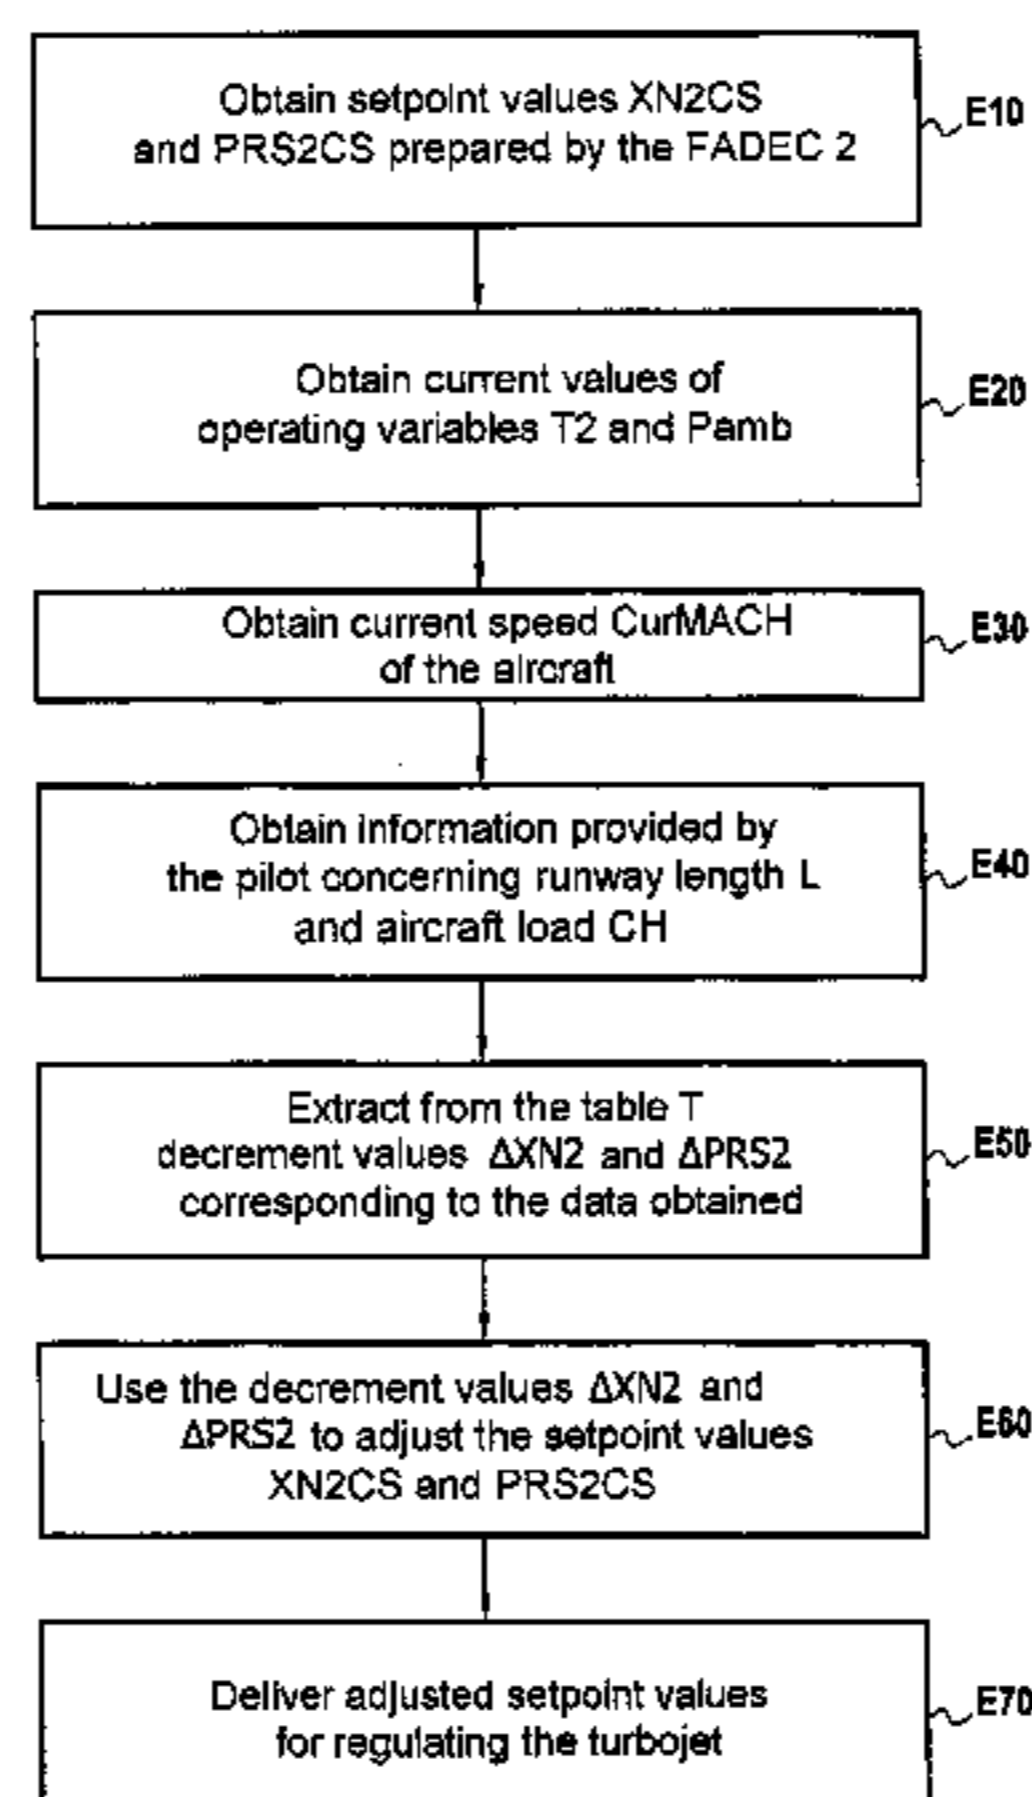 Obtain setpoint values XN2CS
and PRS2CS prepared by the FADEC 2
E10
Obtain current values of
operating variables T2 and Pamb
E20
Obtain current speed CurMACH
of the aircraft
E30
Obtain information provided by
the pilot concerning runway length L
and aircraft load CH
E40
Extract from the table T
decrement values ΔXN2 and ΔPRS2
corresponding to the data obtained
E50
Use the decrement values ΔXN2 and
ΔPRS2 to adjust the setpoint values
XN2CS and PRS2CS
E60
Deliver adjusted setpoint values
for regulating the turbojet
E70